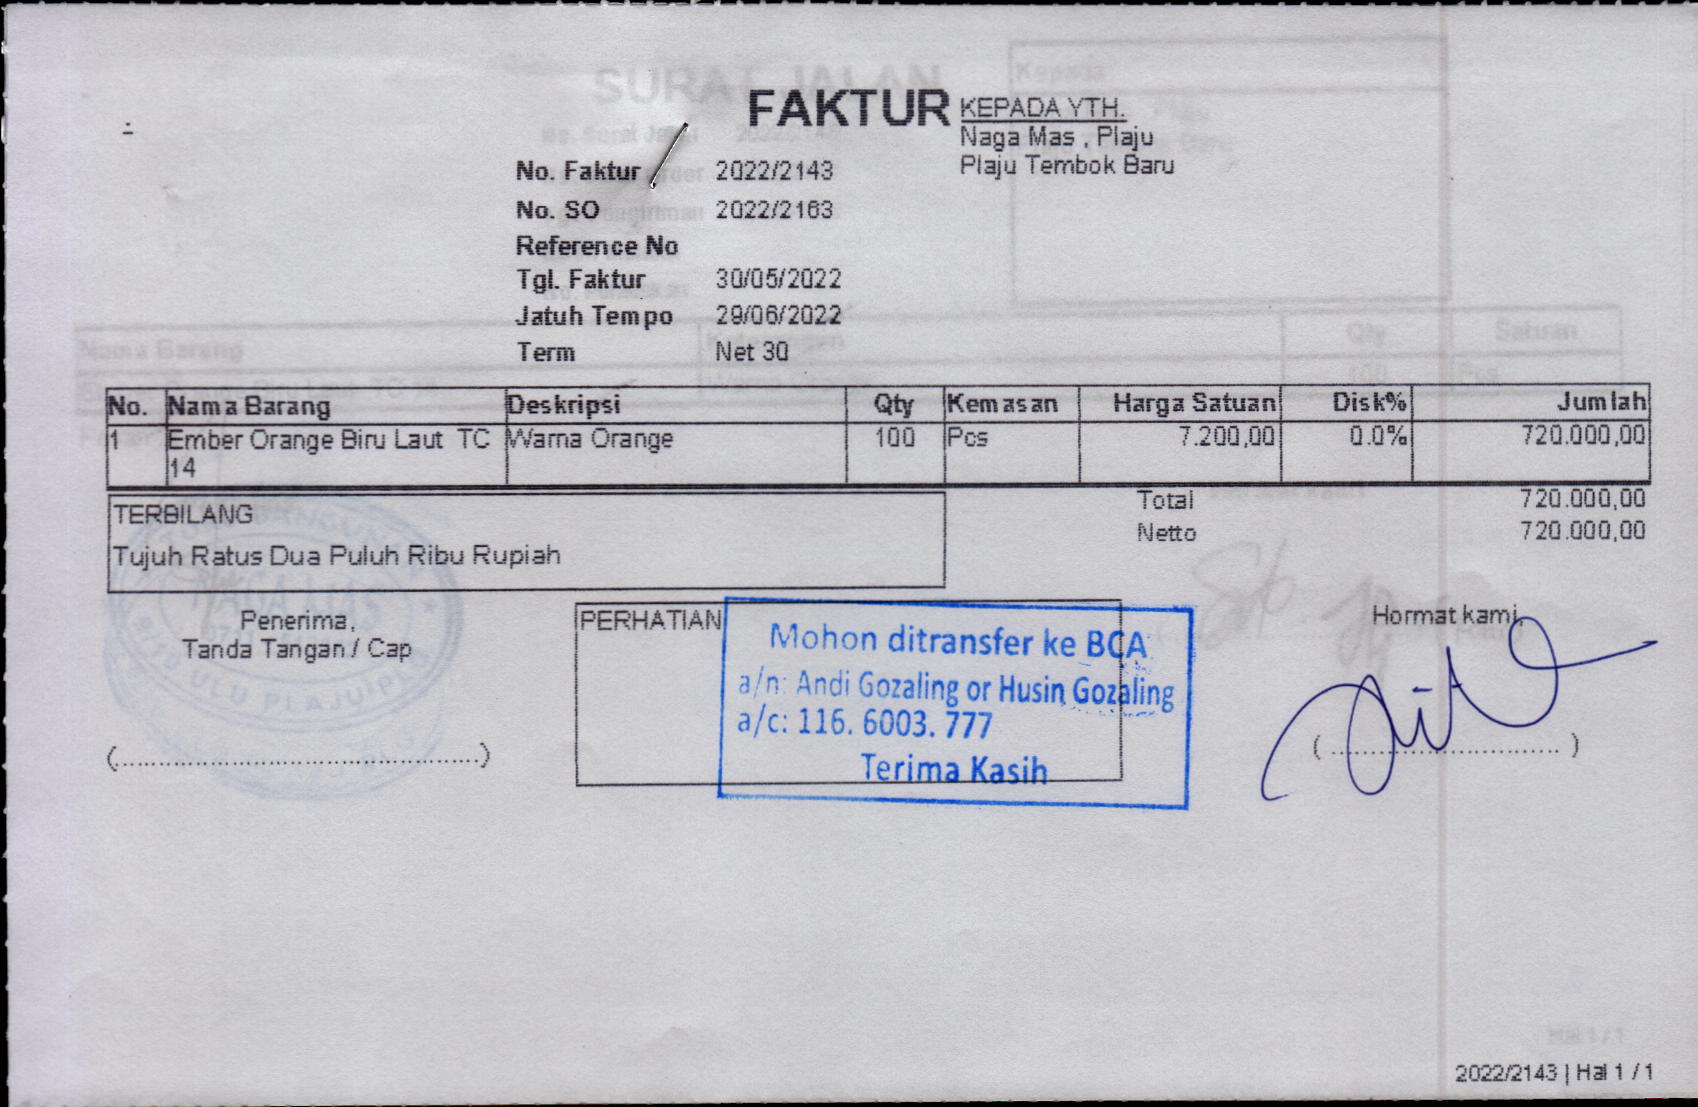 FAKTUR
KEPADA YTH.
Naga Mas , Plaju
Plaju Tembok Baru
No. Faktur 2022/2143
No. SO 2022/2163
Reference No
Tgl. Faktur 30/05/2022
Jatuh Tempo 29/06/2022
Term Net 30
No. Nama Barang Deskripsi Qty Kemasan Harga Satuan Disk% Jumlah
1 Ember Orange Biru Laut TC Warna Orange 100 Pcs 7.200,00 0.0% 720.000,00
14
Total 720.000,00
Netto 720.000,00
TERBILANG
Tujuh Ratus Dua Puluh Ribu Rupiah
Penerima,
Tanda Tangan / Cap
(..................................................)
PERHATIAN
Mohon ditransfer ke BCA
a/n: Andi Gozaling or Husin Gozaling
a/c: 116. 6003. 777
Terima Kasih
Hormat kami,
( ................................ )
2022/2143 | Hal 1 / 1